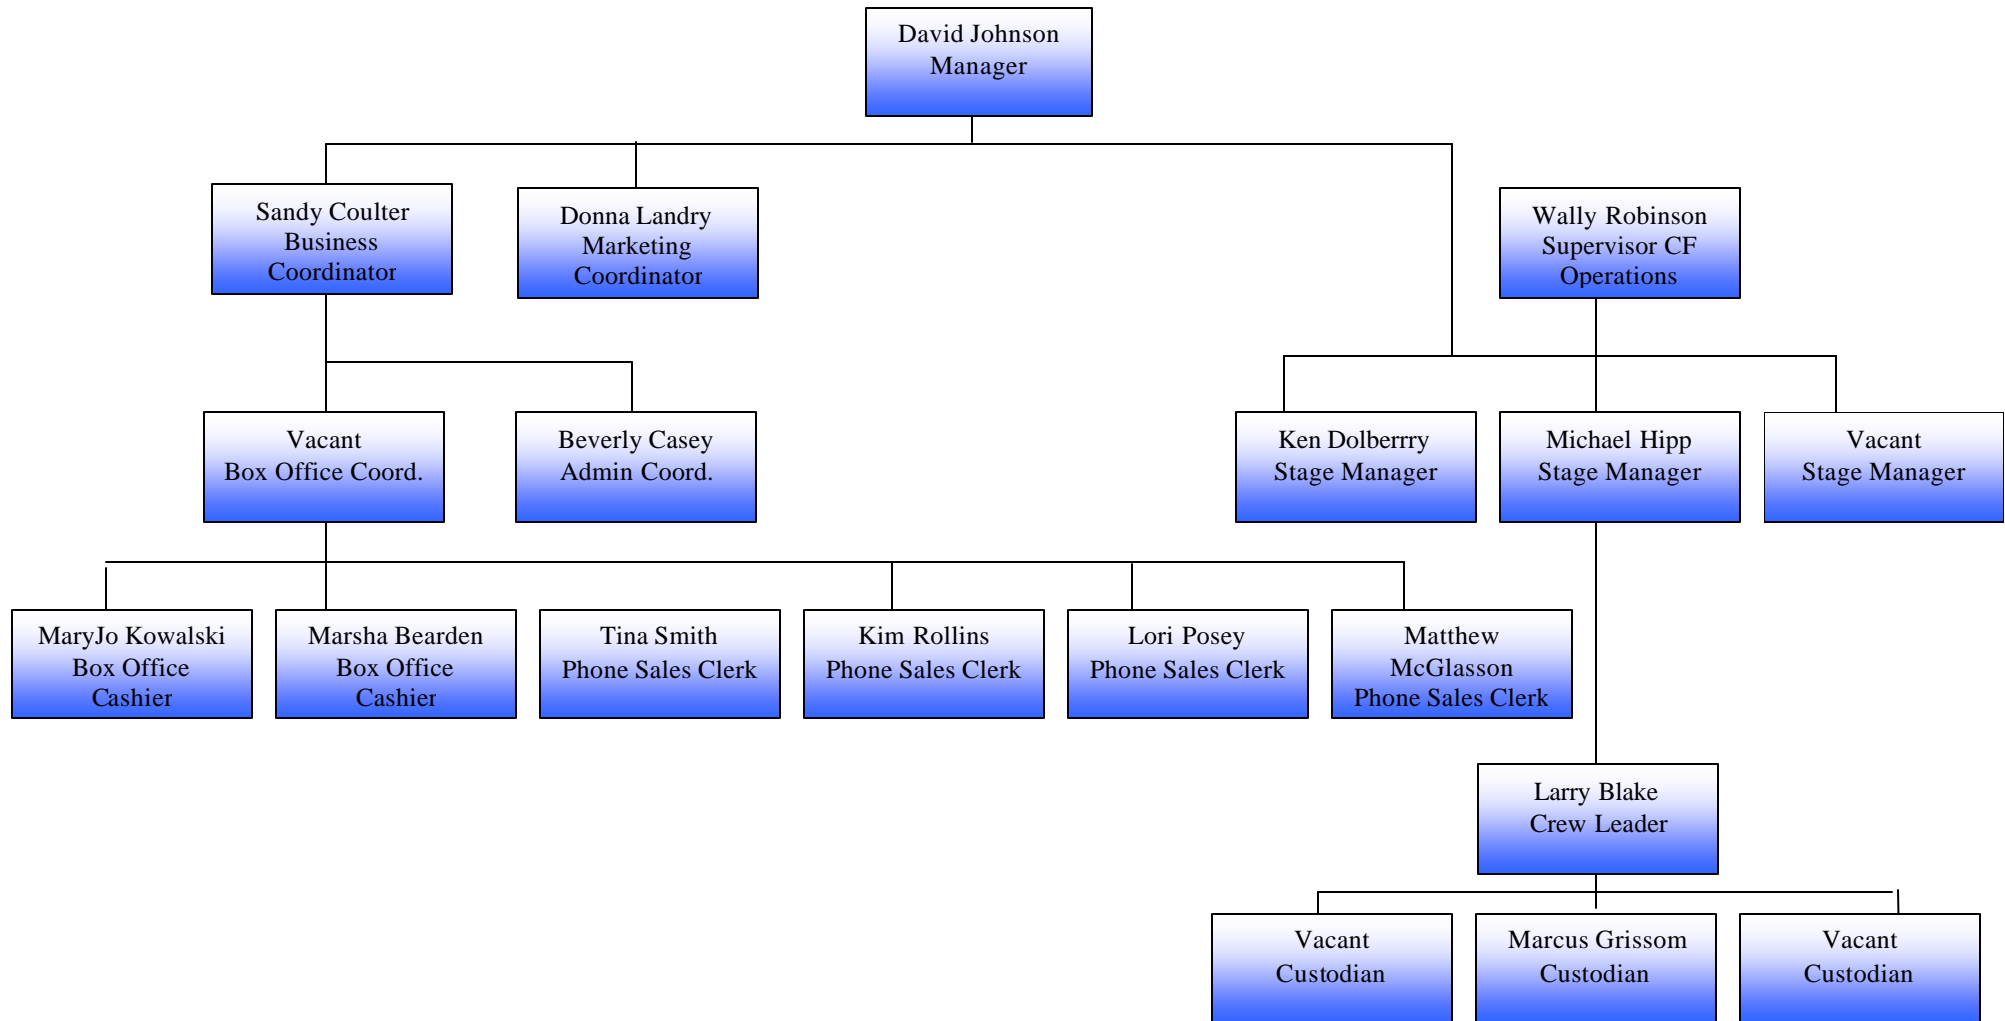 David Johnson
Manager
Sandy Coulter
Business
Coordinator
Donna Landry
Marketing
Coordinator
Wally Robinson
Supervisor CF
Operations
Vacant
Box Office Coord.
Beverly Casey
Admin Coord.
Ken Dolberrry
Stage Manager
Michael Hipp
Stage Manager
Vacant
Stage Manager
MaryJo Kowalski
Box Office
Cashier
Marsha Bearden
Box Office
Cashier
Tina Smith
Phone Sales Clerk
Kim Rollins
Phone Sales Clerk
Lori Posey
Phone Sales Clerk
Matthew
McGlasson
Phone Sales Clerk
Larry Blake
Crew Leader
Vacant
Custodian
Marcus Grissom
Custodian
Vacant
Custodian